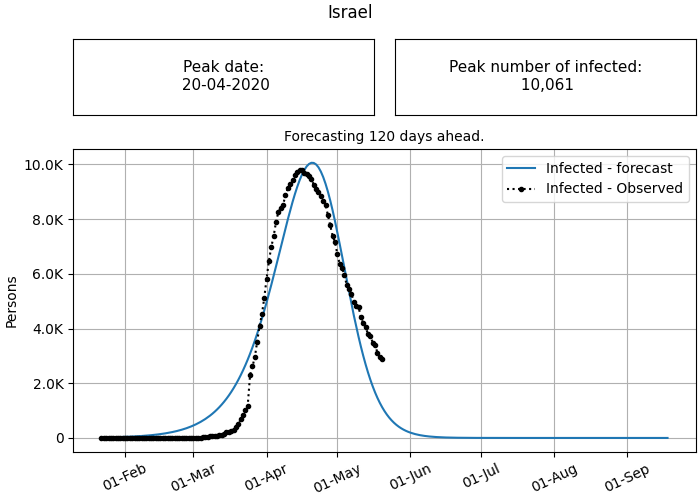 Israel
Peak date:
20-04-2020
Peak number of infected:
10,061
Forecasting 120 days ahead.
Infected - forecast
Infected - Observed
Persons
10.0K
8.0K
6.0K
4.0K
2.0K
0
01-Feb
01-Mar
01-Apr
01-May
01-Jun
01-Jul
01-Aug
01-Sep